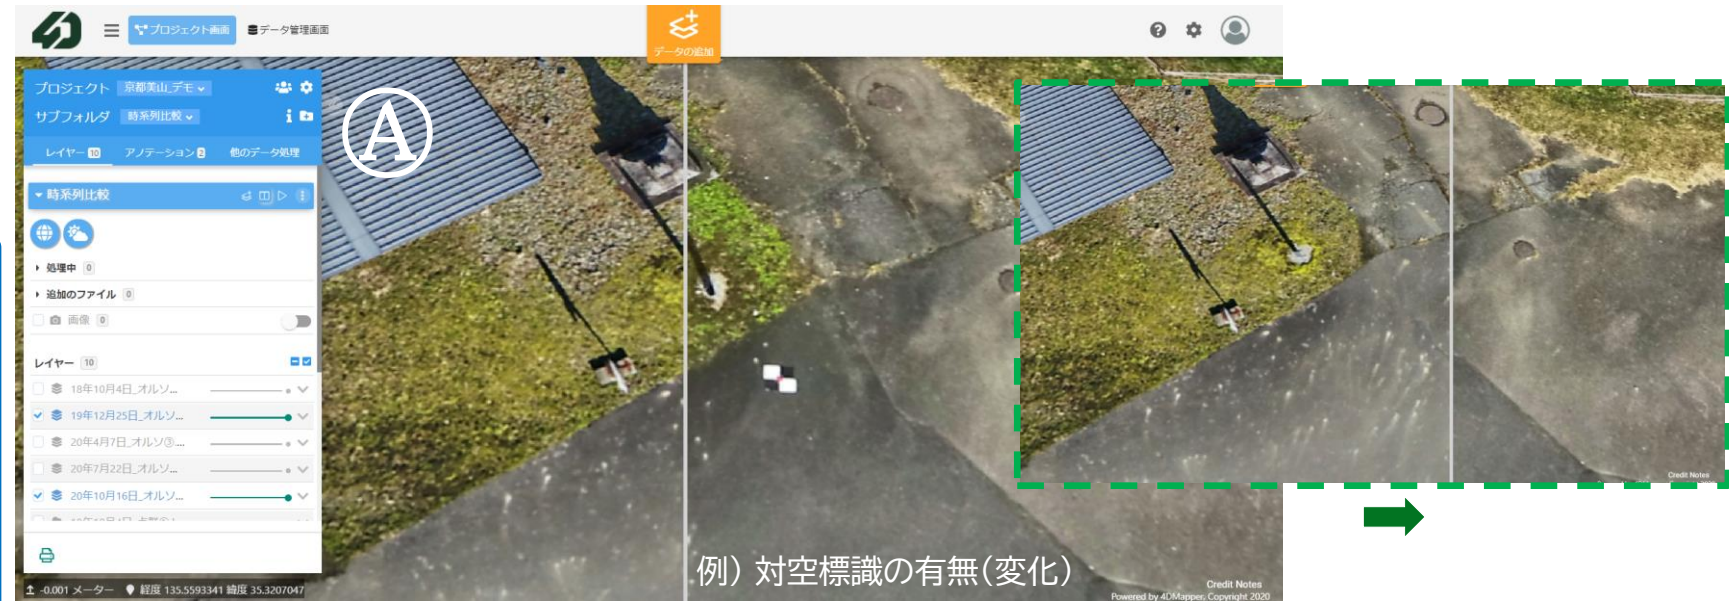 4D
プロジェクト画面
データ管理画面
データの追加
プロジェクト 京都美山_デモ
サブフォルダ 時系列比較
レイヤー 10 アノテーション 2 他のデータ処理
時系列比較
処理中 0
追加のファイル 0
画像 0
レイヤー 10
18年10月4日_オルソ...
19年12月25日_オルソ...
20年4月7日_オルソ③...
20年7月22日_オルソ...
20年10月16日_オルソ...
-0.001 メーター 経度 135.5593341 緯度 35.3207047
Ⓐ
例）対空標識の有無（変化）
Credit Notes
Powered by 4DMapper, Copyright 2020
Credit Notes